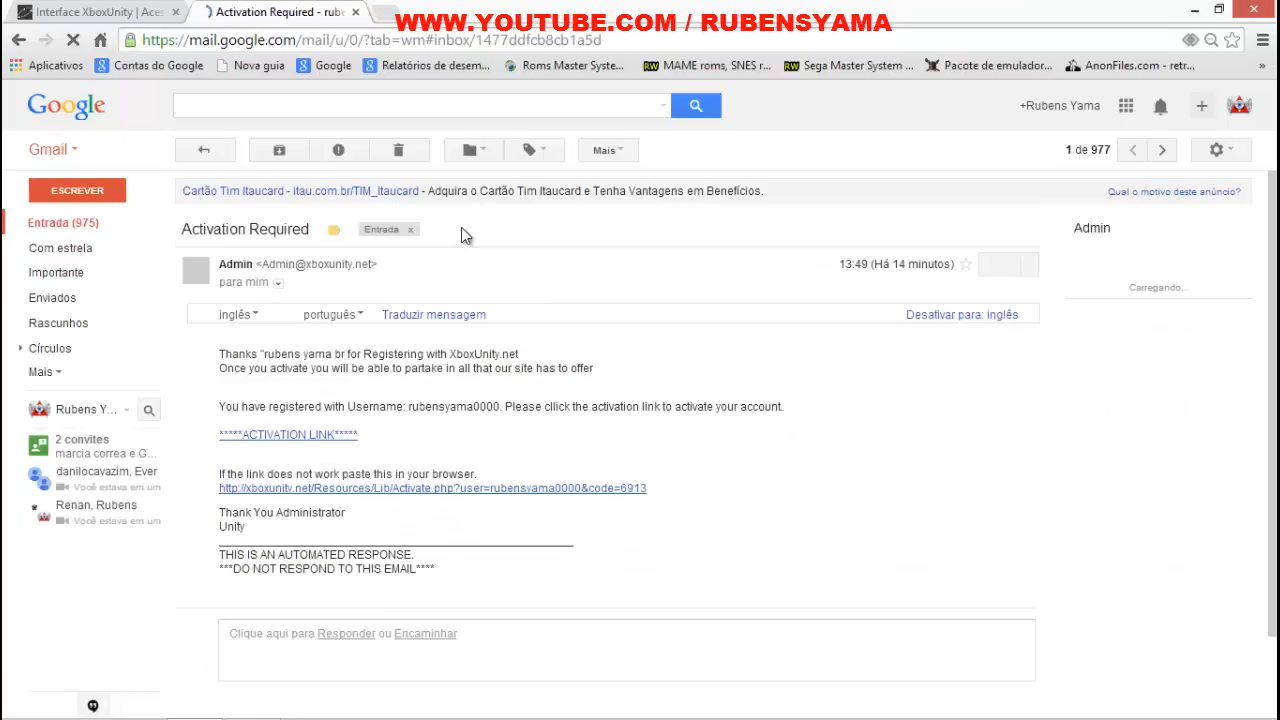 WWW.YOUTUBE.COM / RUBENSYAMA
Interface XboxUnity | Aces
Activation Required - rube
https://mail.google.com/mail/u/0/?tab=wm#inbox/1477ddfcb8cb1a5d
Aplicativos Contas do Google Nova guia Google Relatórios de desem... Roms Master Syste... MAME roms, SNES r... Sega Master System ... Pacote de emulador... AnonFiles.com - retr... »
Google +Rubens Yama
Gmail Mais 1 de 977
ESCREVER
Cartão Tim Itaucard - itau.com.br/TIM_Itaucard - Adquira o Cartão Tim Itaucard e Tenha Vantagens em Benefícios. Qual o motivo deste anúncio?
Entrada (975)
Com estrela
Importante
Enviados
Rascunhos
Círculos
Mais
Rubens Y...
2 convites
marcia correa e G...
danilocavazim, Ever
Você estava em um
Renan, Rubens
Você estava em um
Activation Required Entrada x
Admin <Admin@xboxunity.net> 13:49 (Há 14 minutos)
para mim
inglês português Traduzir mensagem Desativar para: inglês
Thanks "rubens yama br for Registering with XboxUnity.net
Once you activate you will be able to partake in all that our site has to offer
You have registered with Username: rubensyama0000. Please cllick the activation link to activate your account.
*****ACTIVATION LINK*****
If the link does not work paste this in your browser.
http://xboxunity.net/Resources/Lib/Activate.php?user=rubensyama0000&code=6913
Thank You Administrator
Unity
THIS IS AN AUTOMATED RESPONSE.
***DO NOT RESPOND TO THIS EMAIL****
Clique aqui para Responder ou Encaminhar
Admin
Carregando...